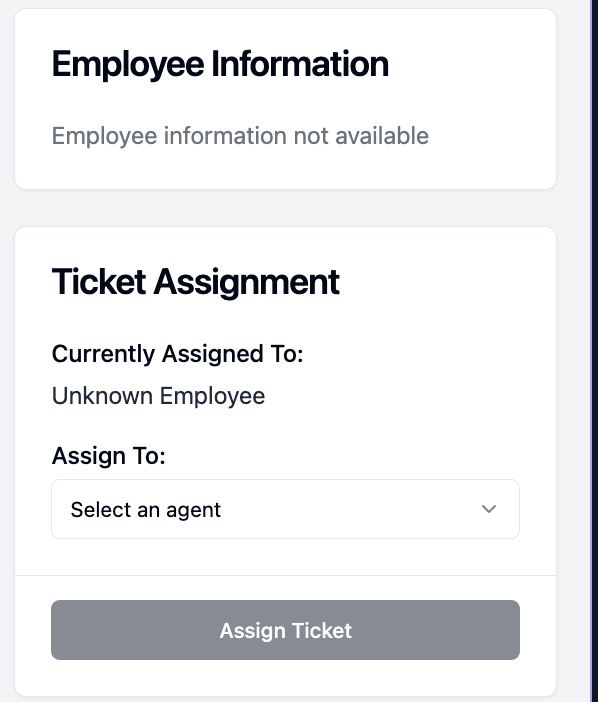 Employee Information
Employee information not available
Ticket Assignment
Currently Assigned To:
Unknown Employee
Assign To:
Select an agent
Assign Ticket